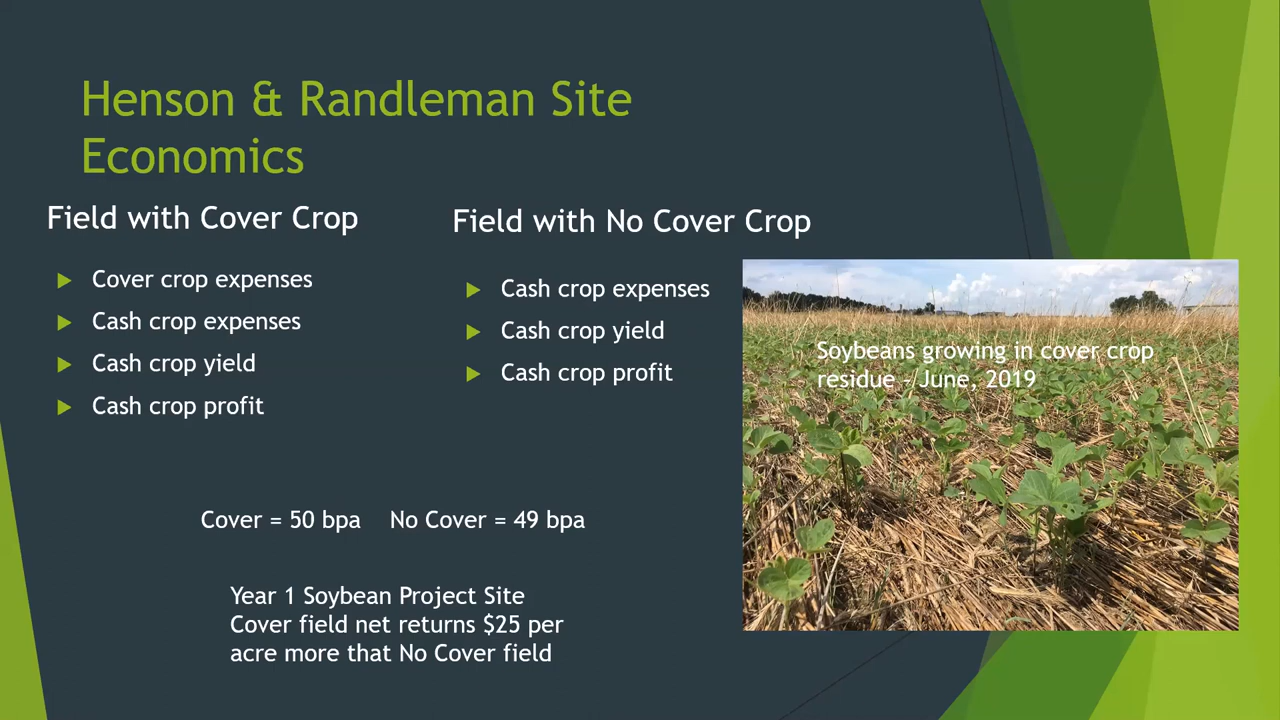 Henson & Randleman Site
Economics
Field with Cover Crop
Cover crop expenses
Cash crop expenses
Cash crop yield
Cash crop profit
Field with No Cover Crop
Cash crop expenses
Cash crop yield
Cash crop profit
Soybeans growing in cover crop
residue - June, 2019
Cover = 50 bpa No Cover = 49 bpa
Year 1 Soybean Project Site
Cover field net returns $25 per
acre more that No Cover field